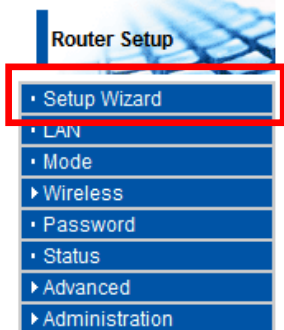 Router Setup
· Setup Wizard
· LAN
· Mode
▸ Wireless
· Password
· Status
▸ Advanced
▸ Administration